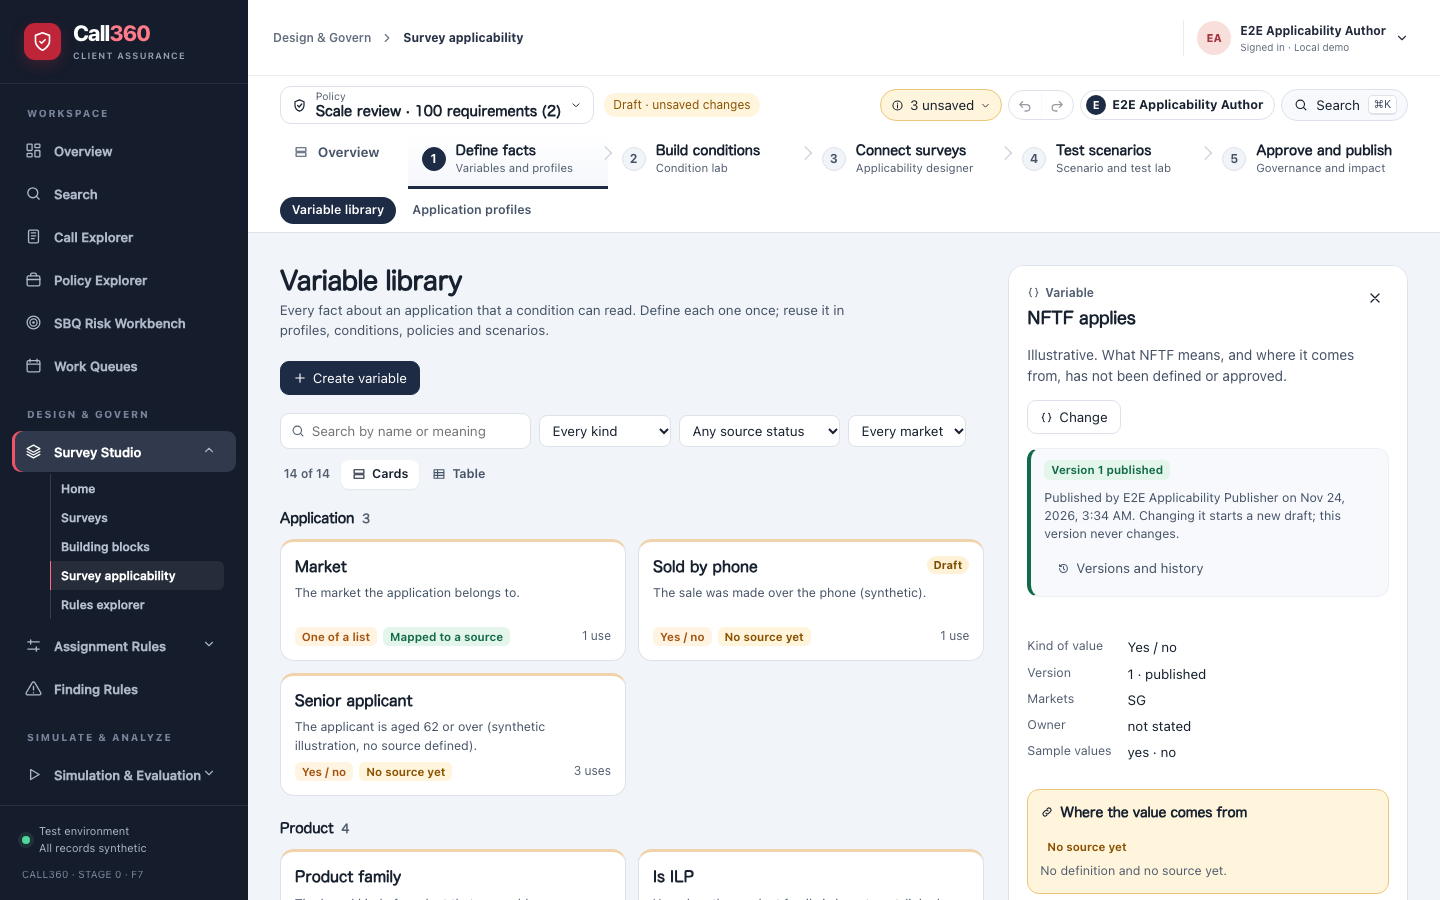 Call360
CLIENT ASSURANCE
WORKSPACE
Overview
Search
Call Explorer
Policy Explorer
SBQ Risk Workbench
Work Queues
DESIGN & GOVERN
Survey Studio
Home
Surveys
Building blocks
Survey applicability
Rules explorer
Assignment Rules
Finding Rules
SIMULATE & ANALYZE
Simulation & Evaluation
Test environment
All records synthetic
CALL360 · STAGE 0 · F7
Design & Govern > Survey applicability
EA
E2E Applicability Author
Signed in · Local demo
Policy
Scale review · 100 requirements (2)
Draft · unsaved changes
3 unsaved
E E2E Applicability Author
Search ⌘K
Overview
1 Define facts
Variables and profiles
2 Build conditions
Condition lab
3 Connect surveys
Applicability designer
4 Test scenarios
Scenario and test lab
5 Approve and publish
Governance and impact
Variable library
Application profiles
Variable library
Every fact about an application that a condition can read. Define each one once; reuse it in
profiles, conditions, policies and scenarios.
Create variable
Search by name or meaning
Every kind
Any source status
Every market
14 of 14
Cards
Table
Application 3
Market
The market the application belongs to.
One of a list
Mapped to a source
1 use
Sold by phone
Draft
The sale was made over the phone (synthetic).
Yes / no
No source yet
1 use
Senior applicant
The applicant is aged 62 or over (synthetic
illustration, no source defined).
Yes / no
No source yet
3 uses
Product 4
Product family
Is ILP
Variable
NFTF applies
Illustrative. What NFTF means, and where it comes
from, has not been defined or approved.
Change
Version 1 published
Published by E2E Applicability Publisher on Nov 24,
2026, 3:34 AM. Changing it starts a new draft; this
version never changes.
Versions and history
Kind of value Yes / no
Version 1 · published
Markets SG
Owner not stated
Sample values yes · no
Where the value comes from
No source yet
No definition and no source yet.